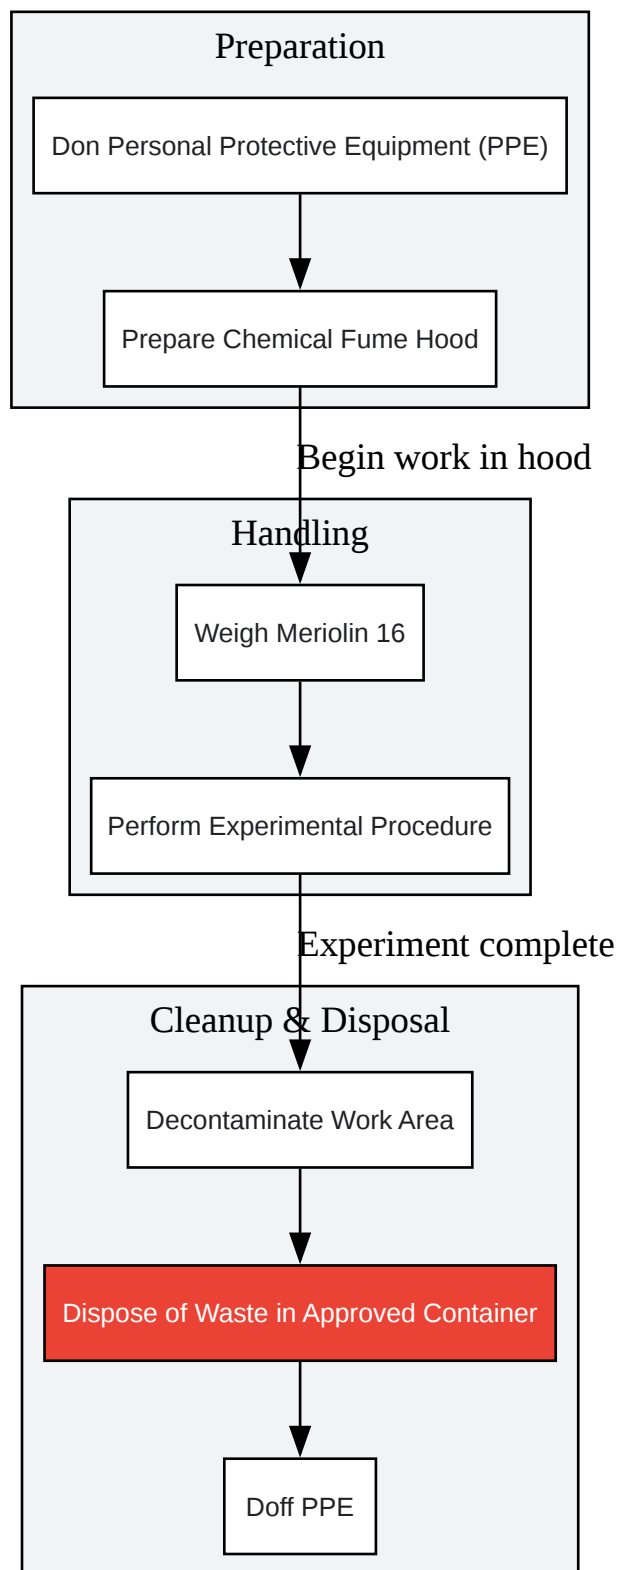 Preparation
Don Personal Protective Equipment (PPE)
Prepare Chemical Fume Hood
Begin work in hood
Handling
Weigh Meriolin 16
Perform Experimental Procedure
Experiment complete
Cleanup & Disposal
Decontaminate Work Area
Dispose of Waste in Approved Container
Doff PPE